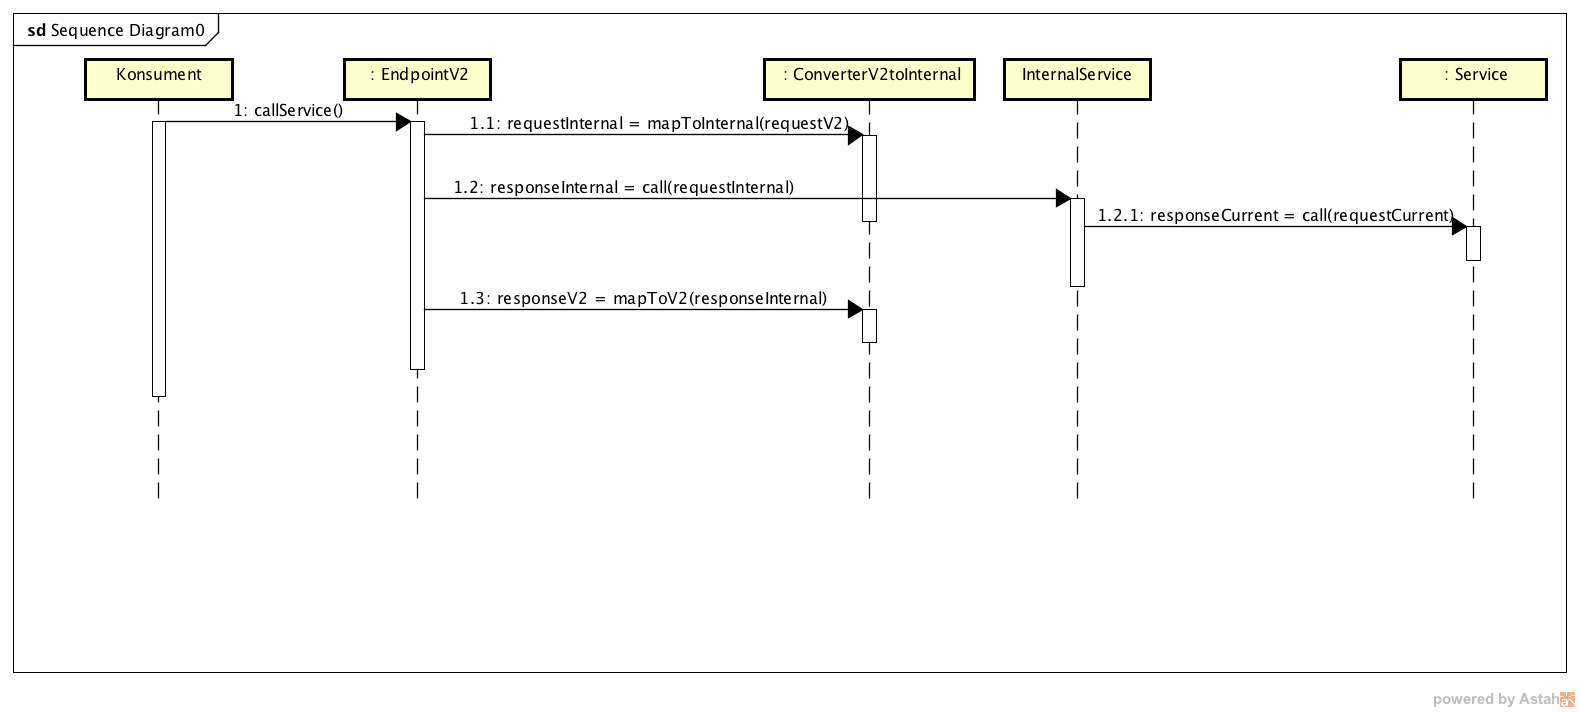 sd Sequence Diagram0
Konsument
: EndpointV2
: ConverterV2toInternal
InternalService
: Service
1: callService()
1.1: requestInternal = mapToInternal(requestV2)
1.2: responseInternal = call(requestInternal)
1.2.1: responseCurrent = call(requestCurrent)
1.3: responseV2 = mapToV2(responseInternal)
powered by Astah